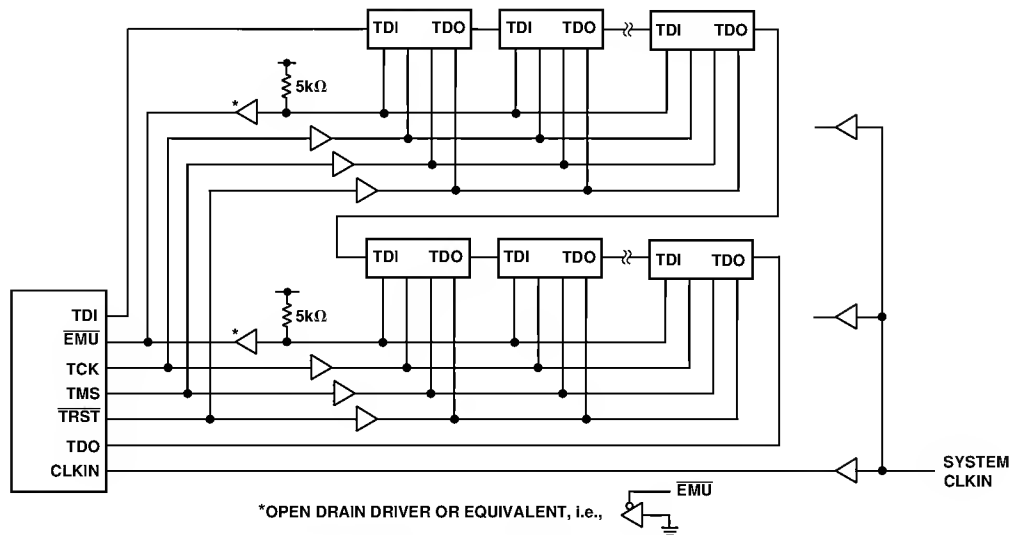 TDI TDO TDI TDO TDI TDO
5kΩ
*
TDI TDO TDI TDO TDI TDO
5kΩ
*
TDI
EMU
TCK
TMS
TRST
TDO
CLKIN
SYSTEM
CLKIN
*OPEN DRAIN DRIVER OR EQUIVALENT, i.e.,
EMU